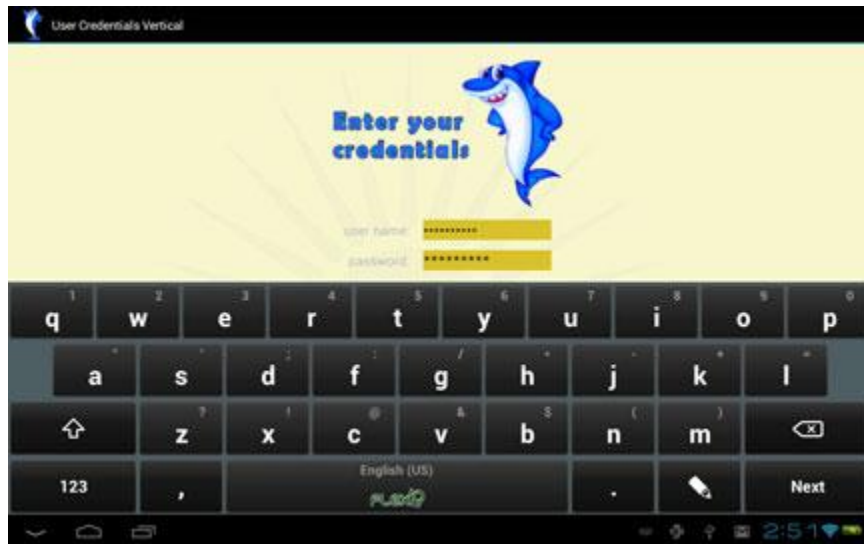 User Credentials Vertical
Enter your
credentials
user name:
••••••••••
password:
•••••••••
1 2 3 4 5 6 7 8 9 0
q w e r t y u i o p
a s d f g h j k l
? ! @ & $ ( )
z x c v b n m
English (US)
123 , . Next
2:51